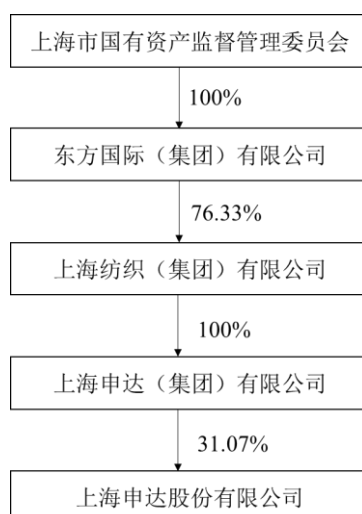 上海市国有资产监督管理委员会
100%
东方国际（集团）有限公司
76.33%
上海纺织（集团）有限公司
100%
上海申达（集团）有限公司
31.07%
上海申达股份有限公司